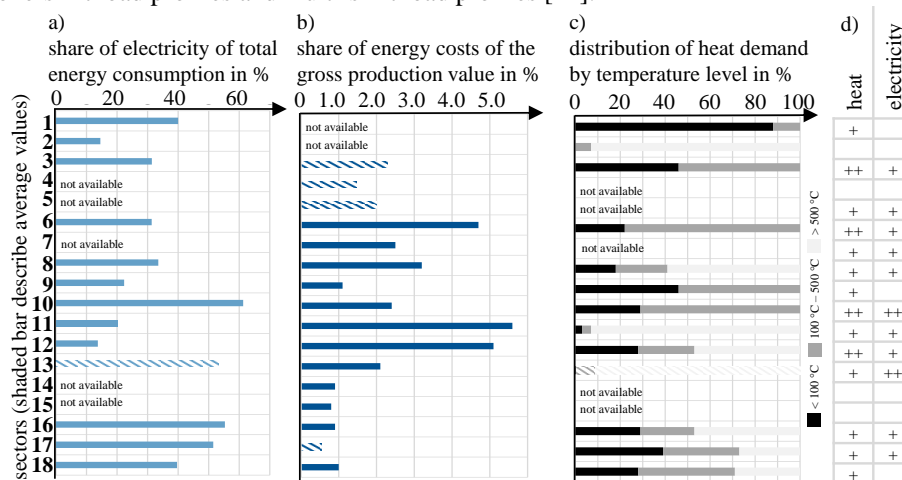 a)
share of electricity of total
energy consumption in %
0 20 40 60
b)
share of energy costs of the
gross production value in %
0 1.0 2.0 3.0 4.0 5.0
c)
distribution of heat demand
by temperature level in %
0 20 40 60 80 100
d)
heat
electricity
sectors (shaded bar describe average values)
1
2
3
4
5
6
7
8
9
10
11
12
13
14
15
16
17
18
not available
not available
not available
not available
not available
not available
not available
not available
not available
not available
not available
not available
< 100 °C
100 °C – 500 °C
> 500 °C
+
++ +
+ +
++ +
+ +
+ +
+
++ ++
+ +
++ +
+ ++
+ +
+ +
+